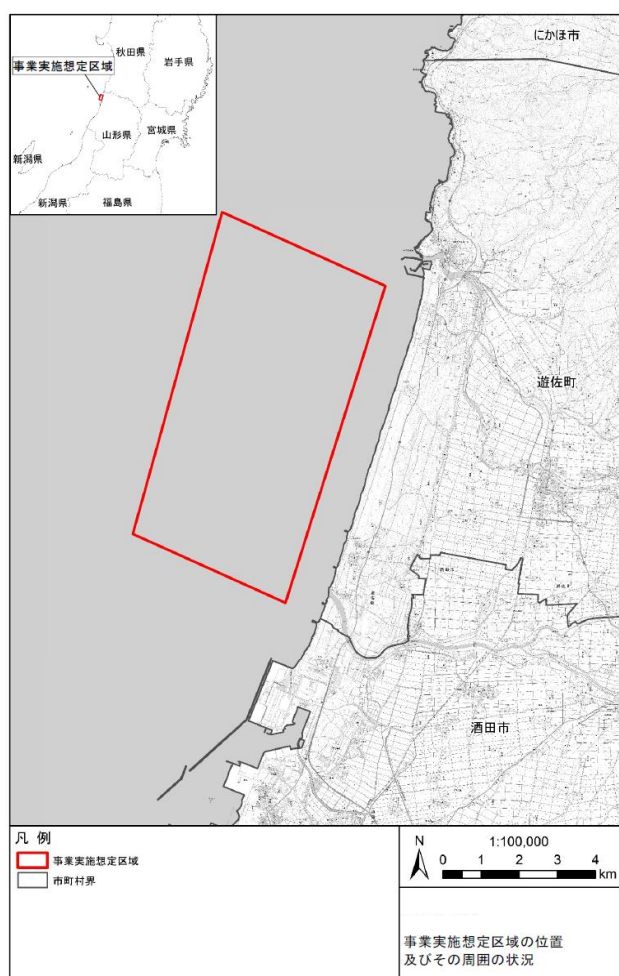 秋田県
岩手県
事業実施想定区域
山形県
宮城県
新潟県
新潟県
福島県
にかほ市
遊佐町
酒田市
凡 例
事業実施想定区域
市町村界
N
1:100,000
0 1 2 3 4
km
事業実施想定区域の位置
及びその周囲の状況